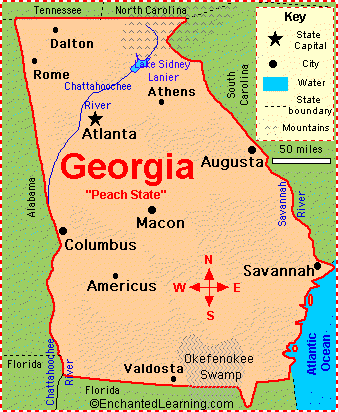 Tennessee
North Carolina
Key
State
Capital
City
Water
State
boundary
Mountains
50 miles
Dalton
Rome
Lake Sidney
Lanier
Chattahoochee
River
Athens
South
Carolina
Atlanta
Georgia
"Peach State"
Augusta
Alabama
Savannah
River
Macon
Columbus
Americus
N
W
E
S
Savannah
Atlantic
Ocean
Okefenokee
Swamp
Valdosta
Florida
Chattahoochee
River
Florida
©EnchantedLearning.com